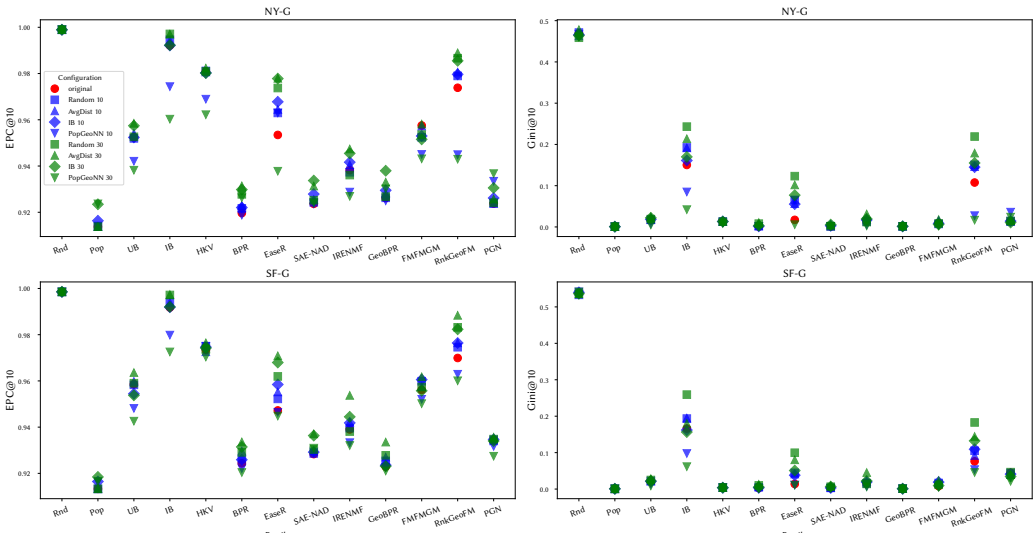 NY-G
EPC@10
1.00
0.98
0.96
0.94
0.92
Configuration
original
Random 10
AvgDist 10
IB 10
PopGeoNN 10
Random 30
AvgDist 30
IB 30
PopGeoNN 30
Rnd
Pop
UB
IB
HKV
BPR
EaseR
SAE-NAD
IRENMF
GeoBPR
FMFMGM
RnkGeoFM
PGN
NY-G
Gini@10
0.5
0.4
0.3
0.2
0.1
0.0
Rnd
Pop
UB
IB
HKV
BPR
EaseR
SAE-NAD
IRENMF
GeoBPR
FMFMGM
RnkGeoFM
PGN
SF-G
EPC@10
1.00
0.98
0.96
0.94
0.92
Rnd
Pop
UB
IB
HKV
BPR
EaseR
SAE-NAD
IRENMF
GeoBPR
FMFMGM
RnkGeoFM
PGN
SF-G
Gini@10
0.5
0.4
0.3
0.2
0.1
0.0
Rnd
Pop
UB
IB
HKV
BPR
EaseR
SAE-NAD
IRENMF
GeoBPR
FMFMGM
RnkGeoFM
PGN